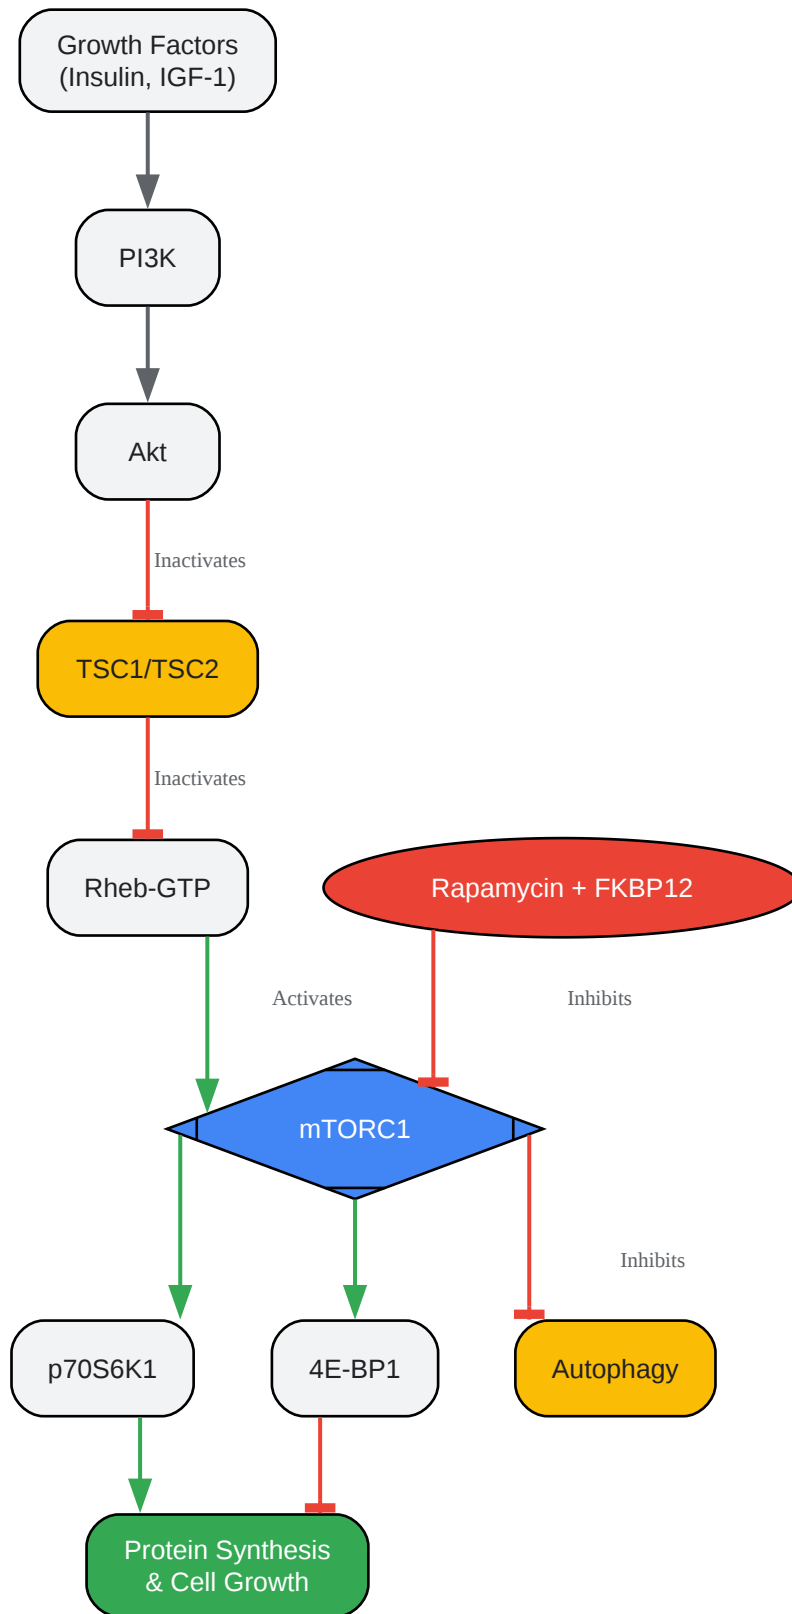 Growth Factors
(Insulin, IGF-1)
PI3K
Akt
Inactivates
TSC1/TSC2
Inactivates
Rheb-GTP
Rapamycin + FKBP12
Activates
Inhibits
mTORC1
Inhibits
p70S6K1
4E-BP1
Autophagy
Protein Synthesis
& Cell Growth